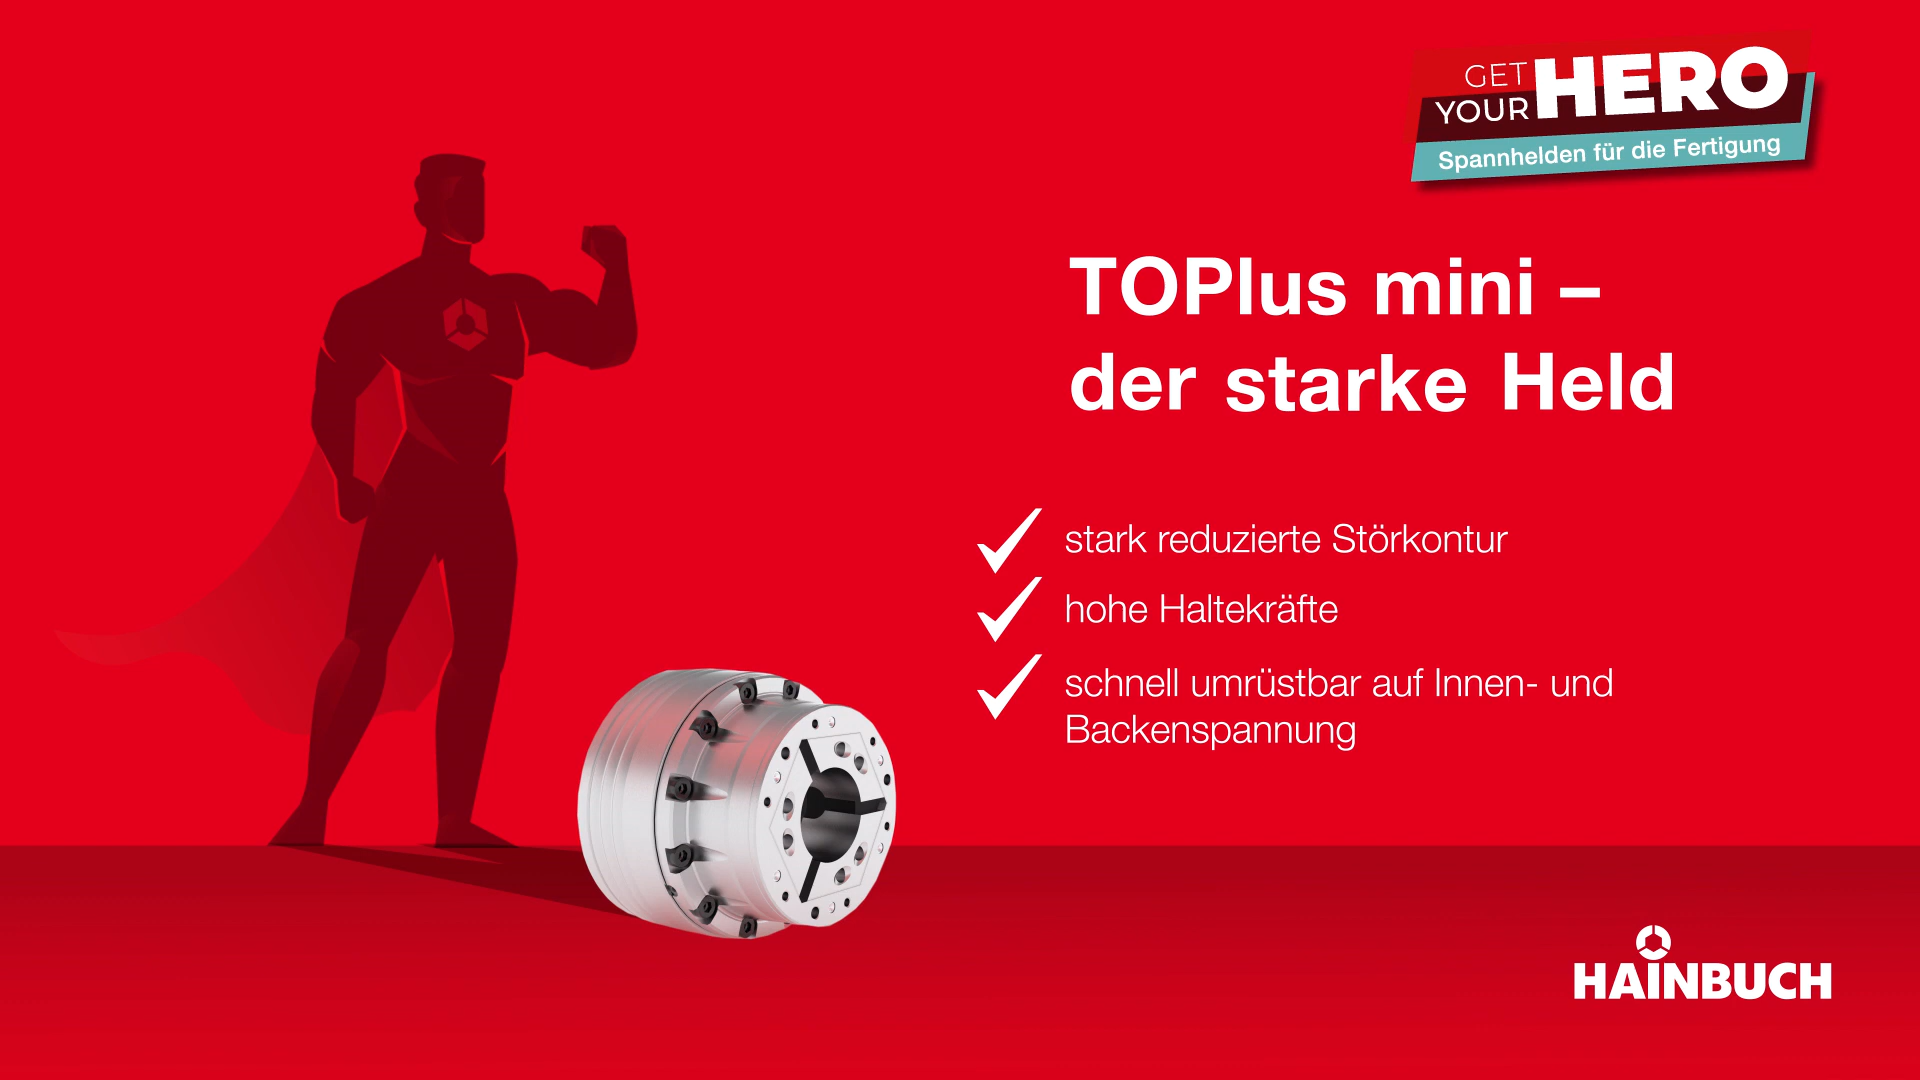 GET
YOUR HERO
Spannhelden für die Fertigung
TOPlus mini –
der starke Held
stark reduzierte Störkontur
hohe Haltekräfte
schnell umrüstbar auf Innen- und
Backenspannung
HAINBUCH